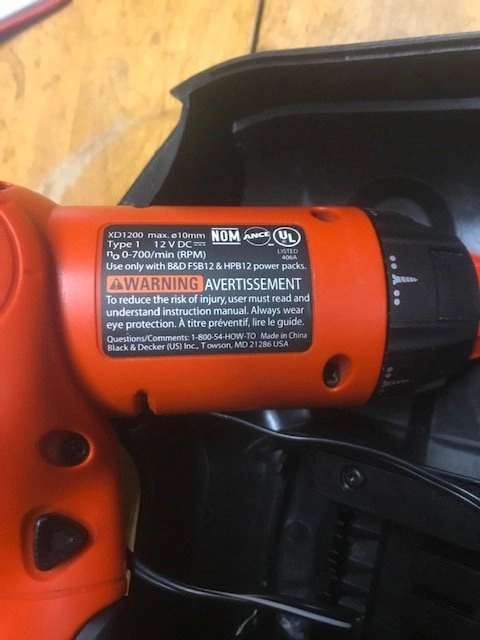 XD1200 max. ø10mm
Type 1 12 V DC ⎓
n₀ 0-700/min (RPM)
NOM ANCE UL
LISTED
406A
Use only with B&D FSB12 & HPB12 power packs.
WARNING AVERTISSEMENT
To reduce the risk of injury, user must read and
understand instruction manual. Always wear
eye protection. À titre préventif, lire le guide.
Questions/Comments: 1-800-54-HOW-TO Made in China
Black & Decker (US) Inc., Towson, MD 21286 USA